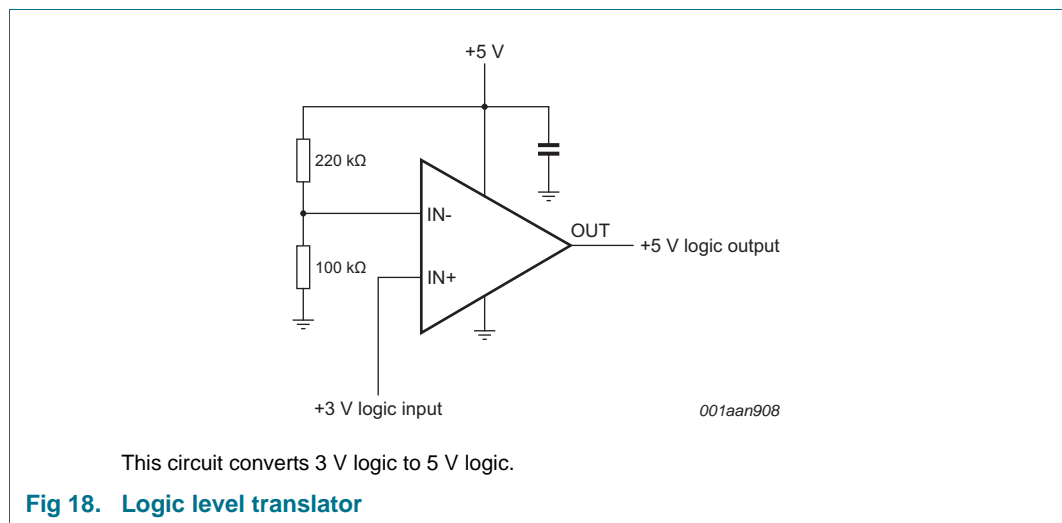 +5 V
220 kΩ
IN-
OUT
+5 V logic output
100 kΩ
IN+
+3 V logic input
001aan908
This circuit converts 3 V logic to 5 V logic.
Fig 18. Logic level translator